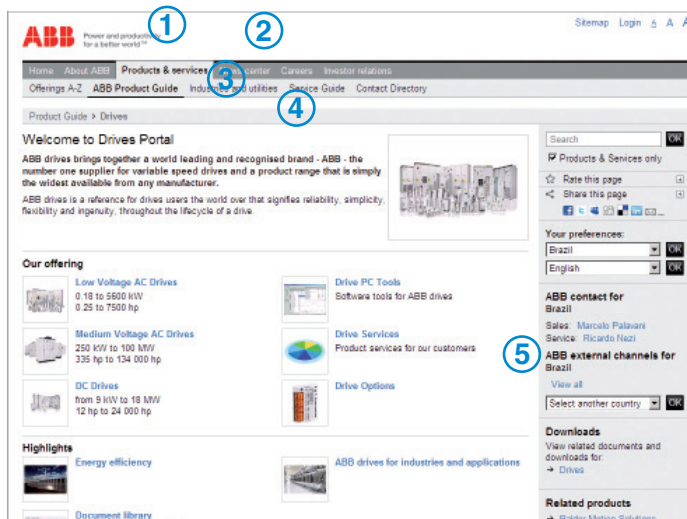 1
2
Sitemap Login A A A
ABB
Power and productivity
for a better world™
Home About ABB Products & services center Careers Investor relations
3
Offerings A-Z ABB Product Guide Industries and utilities Service Guide Contact Directory
4
Product Guide > Drives
Welcome to Drives Portal
ABB drives brings together a world leading and recognised brand - ABB - the
number one supplier for variable speed drives and a product range that is simply
the widest available from any manufacturer.
ABB drives is a reference for drives users the world over that signifies reliability, simplicity,
flexibility and ingenuity, throughout the lifecycle of a drive.
Our offering
Low Voltage AC Drives
0.18 to 5600 kW
0.25 to 7500 hp
Drive PC Tools
Software tools for ABB drives
Medium Voltage AC Drives
250 kW to 100 MW
335 hp to 134 000 hp
Drive Services
Product services for our customers
DC Drives
from 9 kW to 18 MW
12 hp to 24 000 hp
Drive Options
Highlights
Energy efficiency
ABB drives for industries and applications
Document library
Search OK
Products & Services only
Rate this page
Share this page
Your preferences:
Brazil OK
English OK
ABB contact for
Brazil
Sales: Marcelo Palavani
Service: Ricardo Nezi
5
ABB external channels for
Brazil
View all
Select another country OK
Downloads
View related documents and
downloads for:
→ Drives
Related products